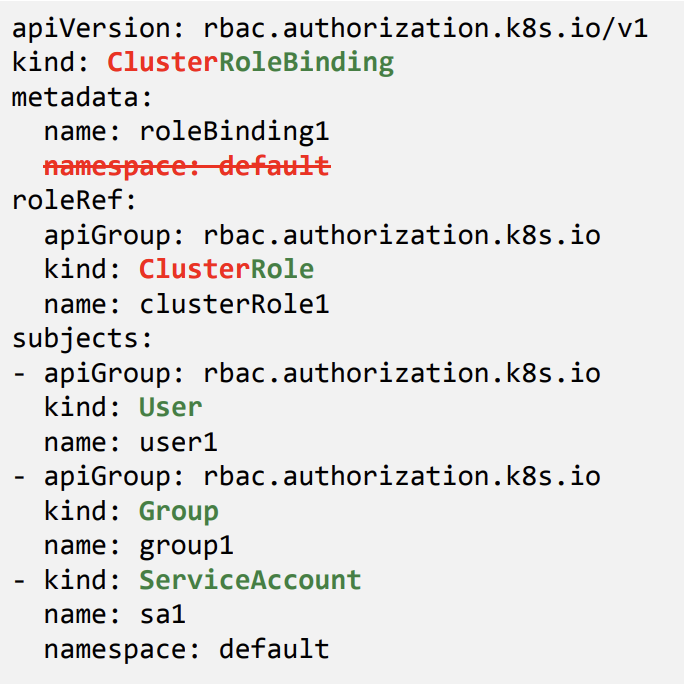 apiVersion: rbac.authorization.k8s.io/v1
kind: ClusterRoleBinding
metadata:
  name: roleBinding1
  namespace: default
roleRef:
  apiGroup: rbac.authorization.k8s.io
  kind: ClusterRole
  name: clusterRole1
subjects:
- apiGroup: rbac.authorization.k8s.io
  kind: User
  name: user1
- apiGroup: rbac.authorization.k8s.io
  kind: Group
  name: group1
- kind: ServiceAccount
  name: sa1
  namespace: default